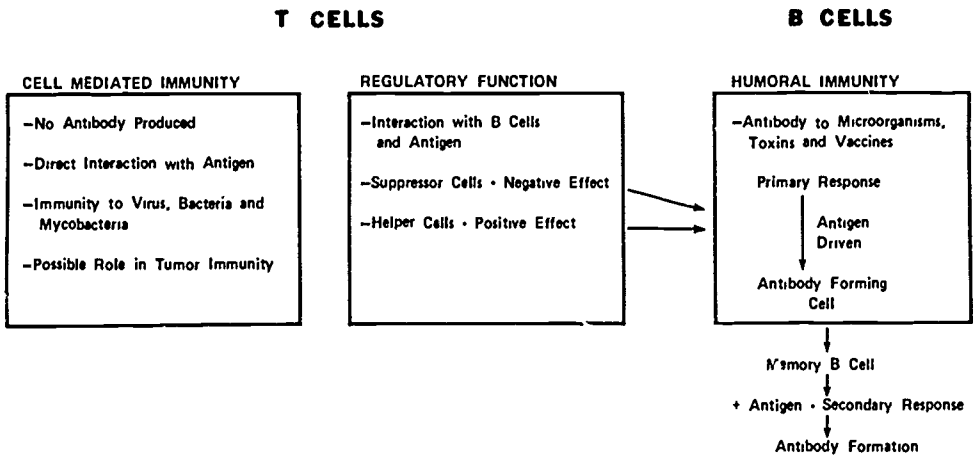 T CELLS
B CELLS
CELL MEDIATED IMMUNITY
–No Antibody Produced
–Direct Interaction with Antigen
–Immunity to Virus, Bacteria and
Mycobacteria
–Possible Role in Tumor Immunity
REGULATORY FUNCTION
–Interaction with B Cells
and Antigen
–Suppressor Cells • Negative Effect
–Helper Cells • Positive Effect
HUMORAL IMMUNITY
–Antibody to Microorganisms,
Toxins and Vaccines
Primary Response
Antigen
Driven
Antibody Forming
Cell
Memory B Cell
+ Antigen • Secondary Response
Antibody Formation